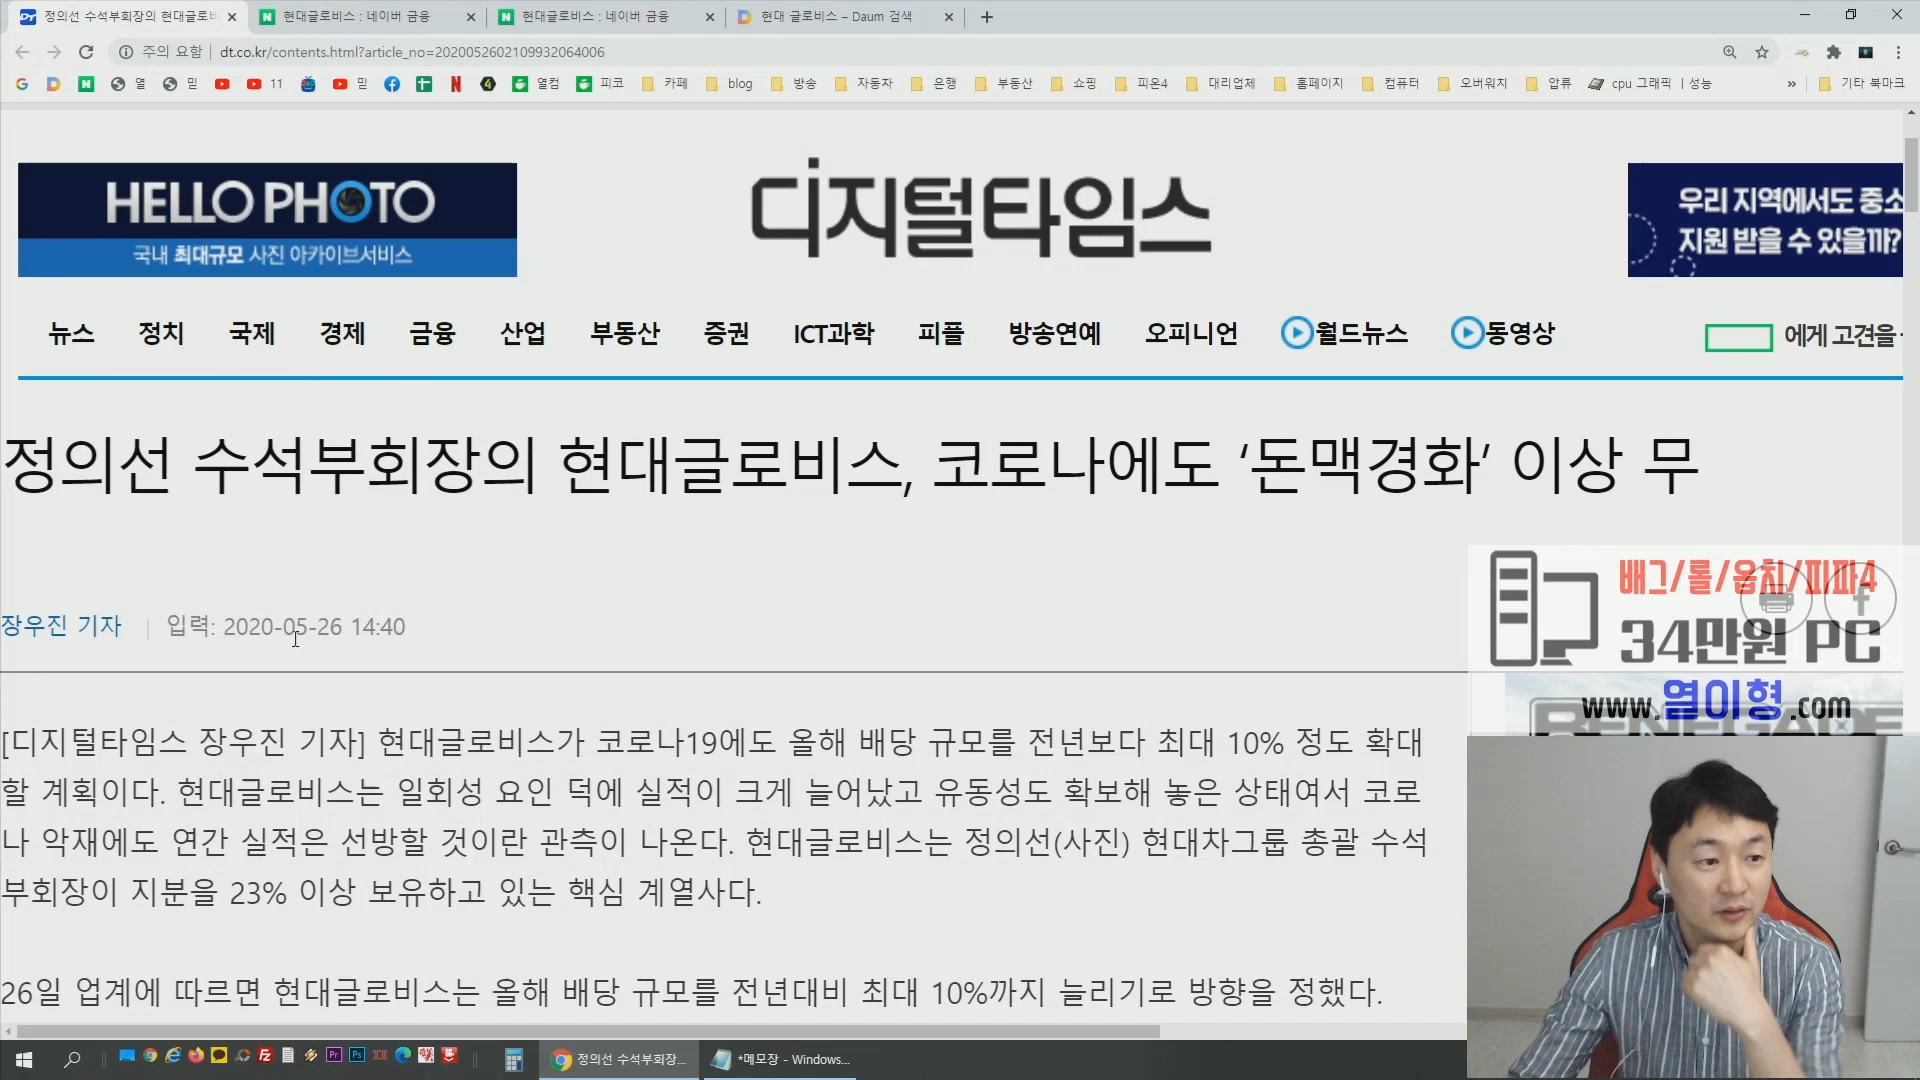 정의선 수석부회장의 현대글로비
현대글로비스 : 네이버 금융
현대글로비스 : 네이버 금융
현대 글로비스 – Daum 검색
주의 요함
dt.co.kr/contents.html?article_no=2020052602109932064006
열
믿
11
믿
열컴
피코
카페
blog
방송
자동차
은행
부동산
쇼핑
피온4
대리업체
홈페이지
컴퓨터
오버워치
압류
cpu 그래픽 | 성능
기타 북마크
HELLO PHOTO
국내 최대규모 사진 아카이브서비스
디지털타임스
우리 지역에서도 중소
지원 받을 수 있을까?
뉴스 정치 국제 경제 금융 산업 부동산 증권 ICT과학 피플 방송연예 오피니언 월드뉴스 동영상
에게 고견을
정의선 수석부회장의 현대글로비스, 코로나에도 ‘돈맥경화’ 이상 무
장우진 기자 | 입력: 2020-05-26 14:40
배그/롤/옵치/피파4
34만원 PC
www.열이형.com
RENEGADE
[디지털타임스 장우진 기자] 현대글로비스가 코로나19에도 올해 배당 규모를 전년보다 최대 10% 정도 확대
할 계획이다. 현대글로비스는 일회성 요인 덕에 실적이 크게 늘어났고 유동성도 확보해 놓은 상태여서 코로
나 악재에도 연간 실적은 선방할 것이란 관측이 나온다. 현대글로비스는 정의선(사진) 현대차그룹 총괄 수석
부회장이 지분을 23% 이상 보유하고 있는 핵심 계열사다.
26일 업계에 따르면 현대글로비스는 올해 배당 규모를 전년대비 최대 10%까지 늘리기로 방향을 정했다.
정의선 수석부회장...
*메모장 - Windows...